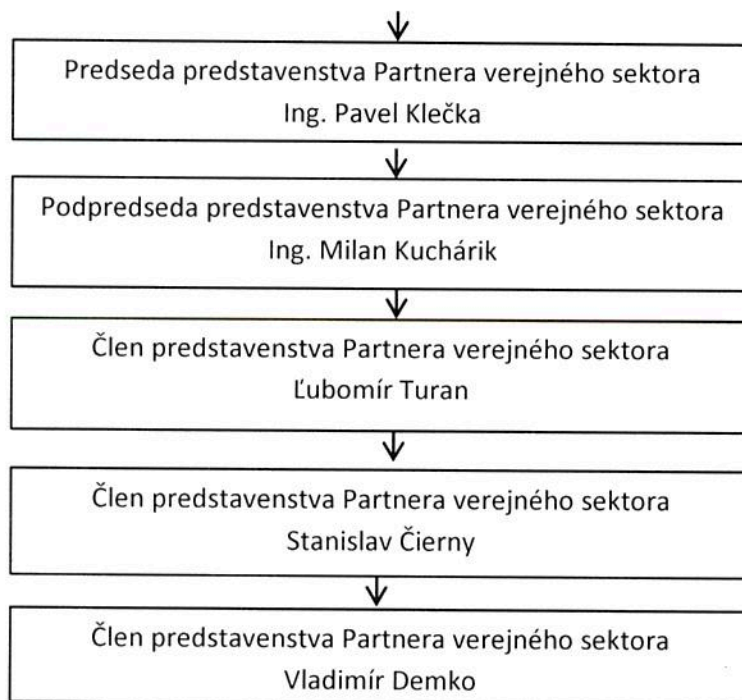 Predseda predstavenstva Partnera verejného sektora
Ing. Pavel Klečka
Podpredseda predstavenstva Partnera verejného sektora
Ing. Milan Kuchárik
Člen predstavenstva Partnera verejného sektora
Ľubomír Turan
Člen predstavenstva Partnera verejného sektora
Stanislav Čierny
Člen predstavenstva Partnera verejného sektora
Vladimír Demko